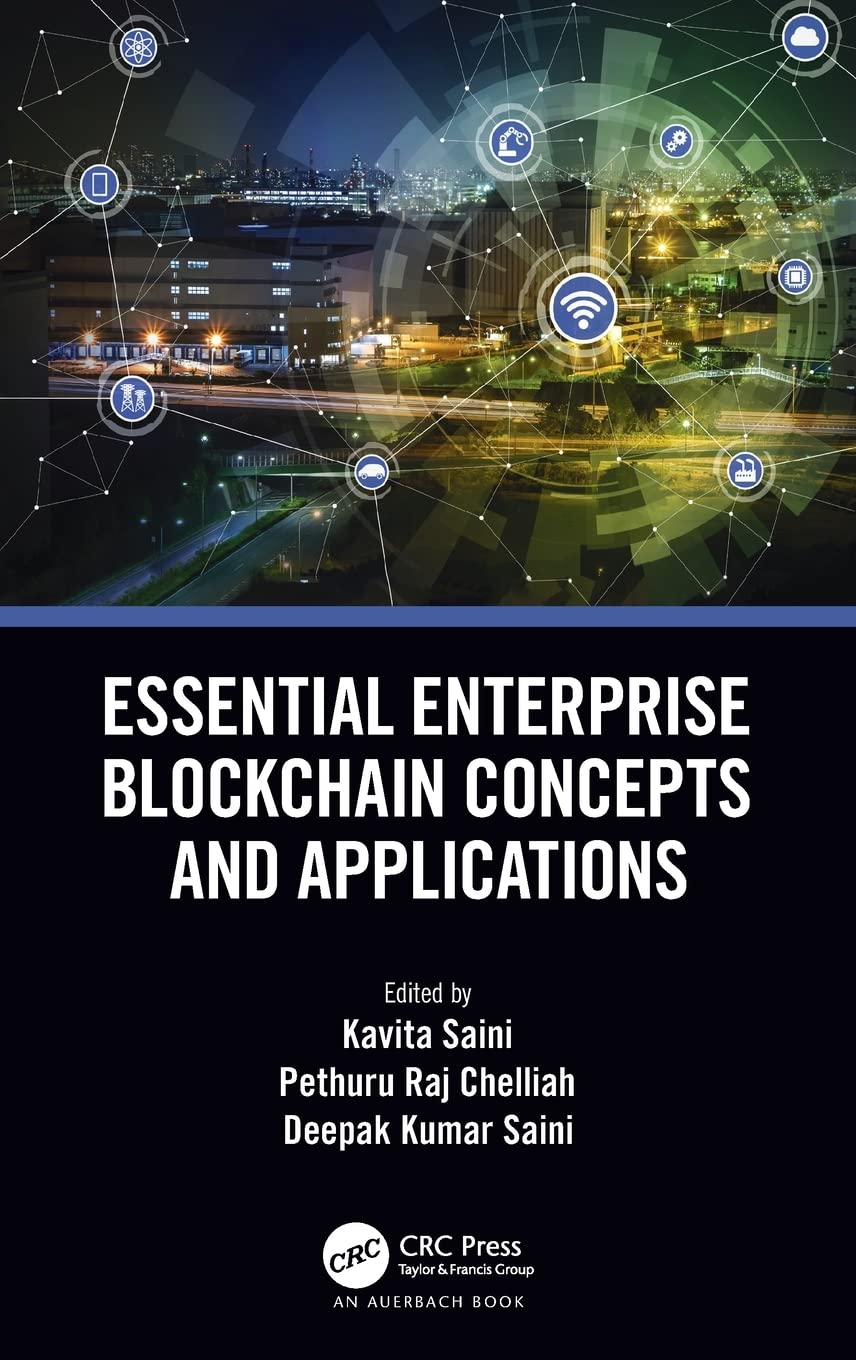 ESSENTIAL ENTERPRISE
BLOCKCHAIN CONCEPTS
AND APPLICATIONS
Edited by
Kavita Saini
Pethuru Raj Chelliah
Deepak Kumar Saini
CRC
CRC Press
Taylor & Francis Group
AN AUERBACH BOOK